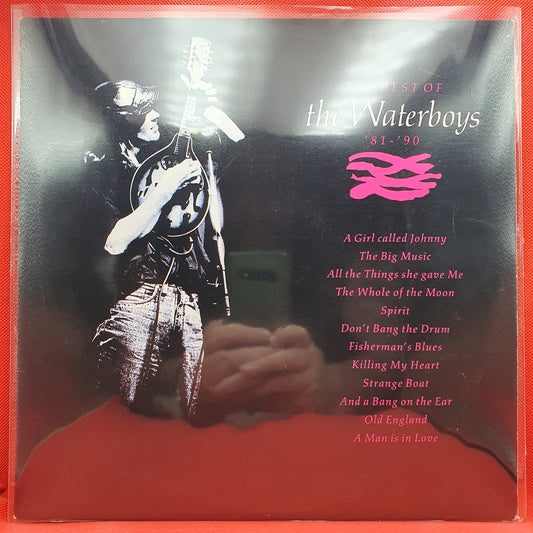 THE BEST OF
the Waterboys
'81-'90
A Girl called Johnny
The Big Music
All the Things she gave Me
The Whole of the Moon
Spirit
Don't Bang the Drum
Fisherman's Blues
Killing My Heart
Strange Boat
And a Bang on the Ear
Old England
A Man is in Love